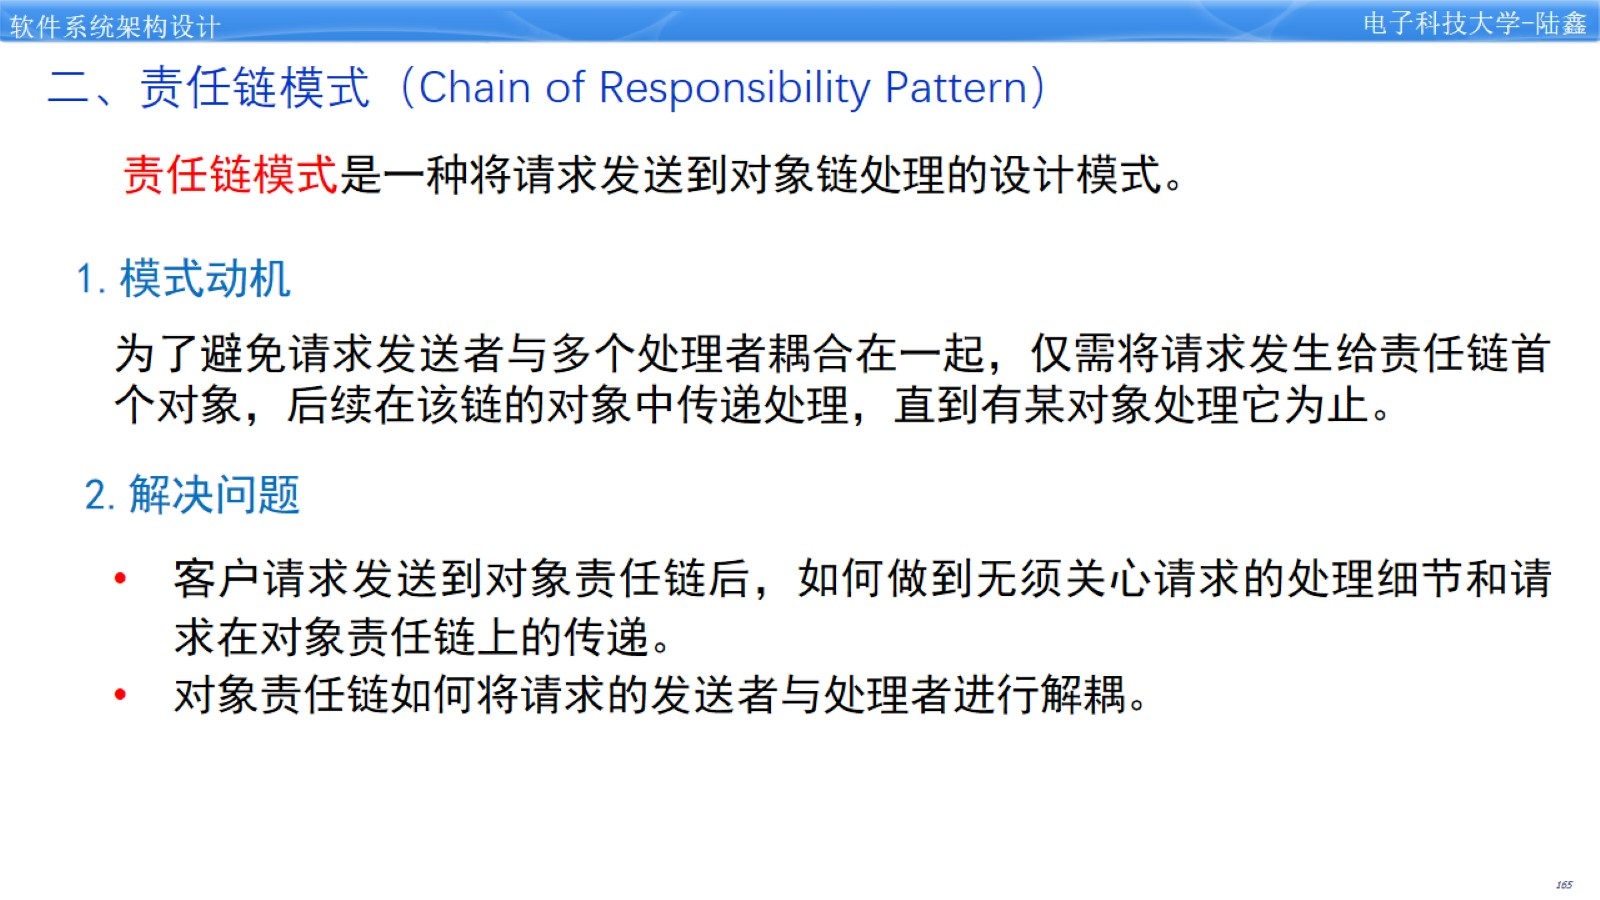 软件系统架构设计
电子科技大学-陆鑫
二、责任链模式（Chain of Responsibility Pattern）
责任链模式是一种将请求发送到对象链处理的设计模式。
1.模式动机
为了避免请求发送者与多个处理者耦合在一起，仅需将请求发生给责任链首
个对象，后续在该链的对象中传递处理，直到有某对象处理它为止。
2.解决问题
• 客户请求发送到对象责任链后，如何做到无须关心请求的处理细节和请
求在对象责任链上的传递。
• 对象责任链如何将请求的发送者与处理者进行解耦。
165